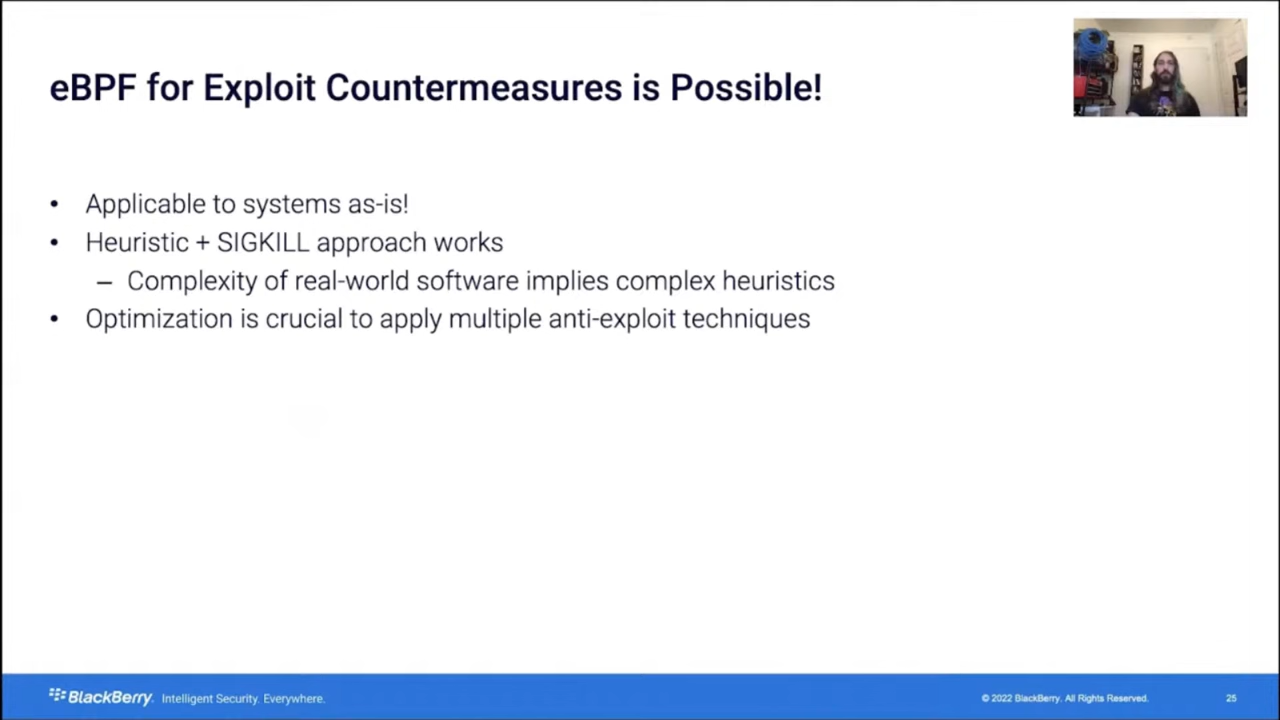 eBPF for Exploit Countermeasures is Possible!
• Applicable to systems as-is!
• Heuristic + SIGKILL approach works
– Complexity of real-world software implies complex heuristics
• Optimization is crucial to apply multiple anti-exploit techniques
BlackBerry. Intelligent Security. Everywhere.
© 2022 BlackBerry. All Rights Reserved.
25